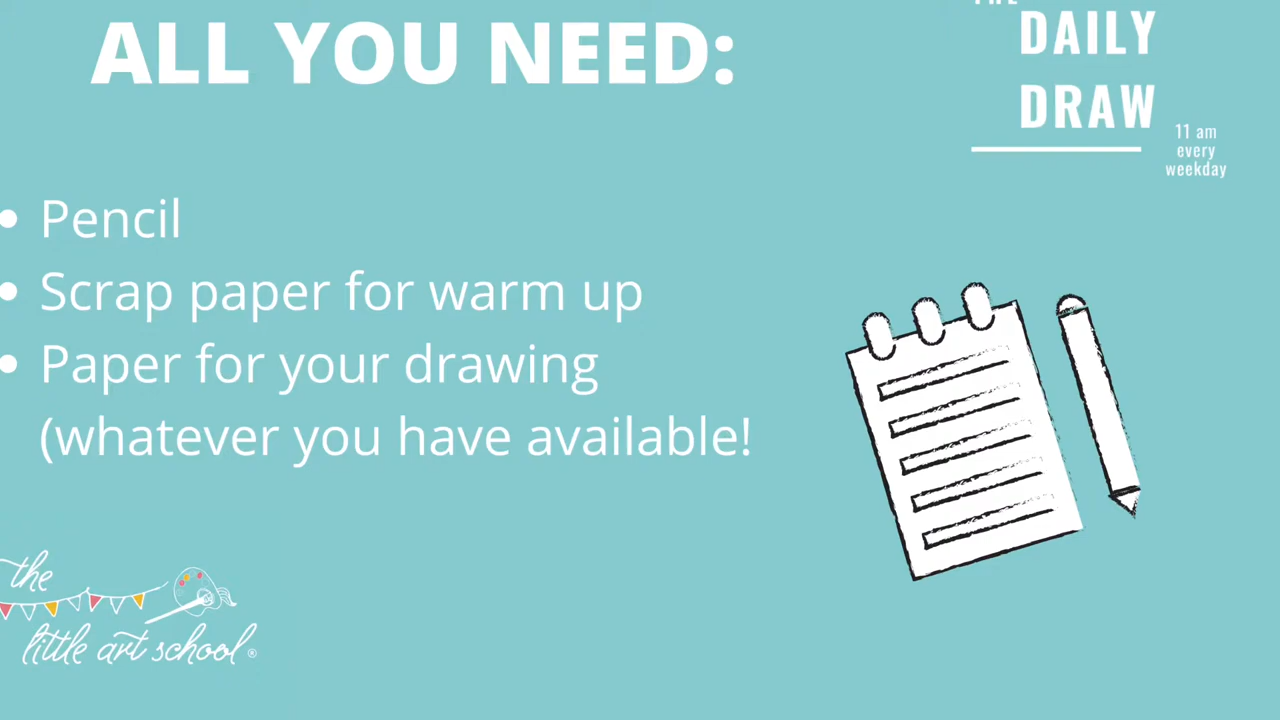 ALL YOU NEED:
THE
DAILY
DRAW
11 am
every
weekday
• Pencil
• Scrap paper for warm up
• Paper for your drawing
(whatever you have available!
the
little art school®